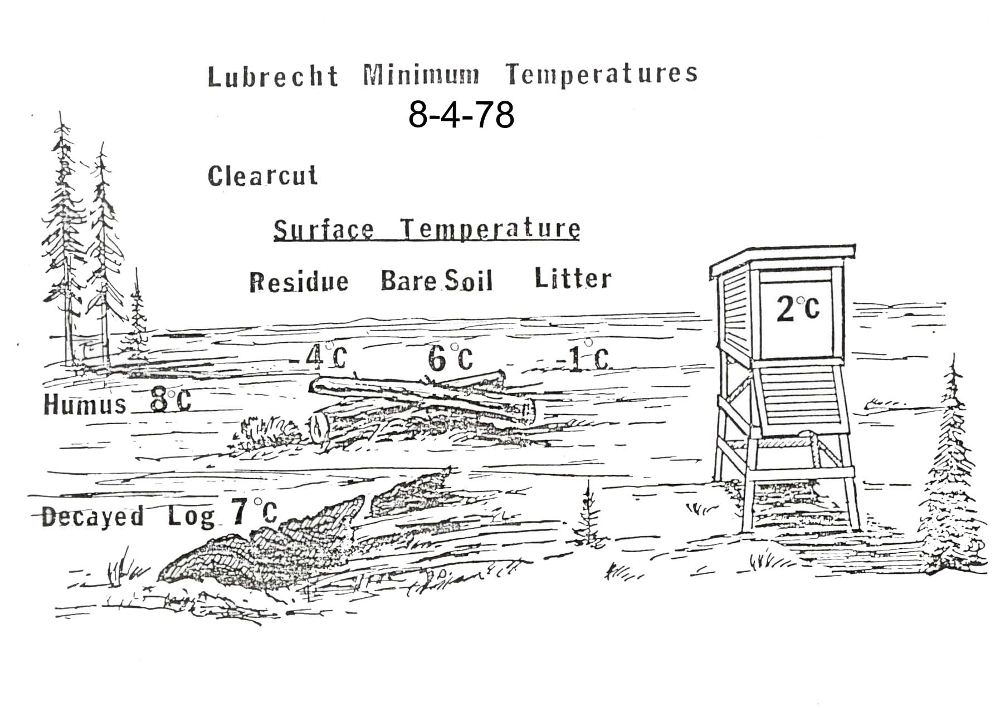 Lubrecht Minimum Temperatures
8-4-78
Clearcut
Surface Temperature
Residue Bare Soil Litter
2°C
-4°C 6°C -1°C
Humus 8°C
Decayed Log 7°C